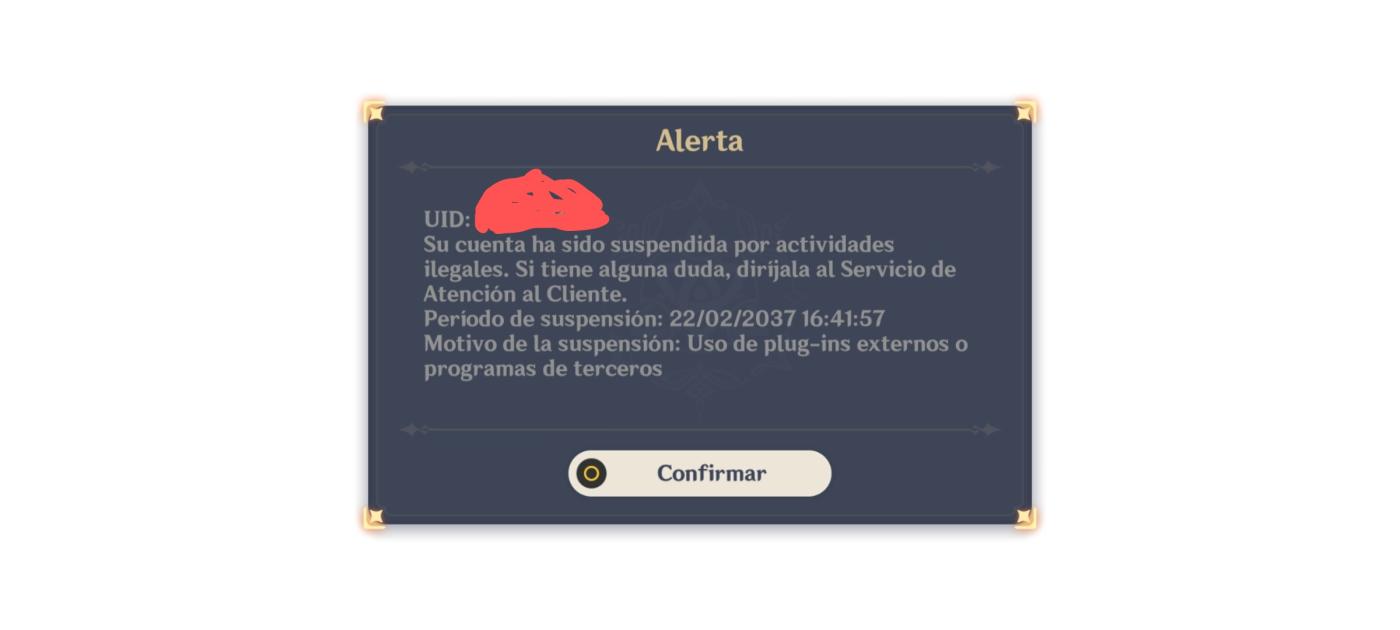 Alerta
UID:
Su cuenta ha sido suspendida por actividades
ilegales. Si tiene alguna duda, diríjala al Servicio de
Atención al Cliente.
Período de suspensión: 22/02/2037 16:41:57
Motivo de la suspensión: Uso de plug-ins externos o
programas de terceros
Confirmar